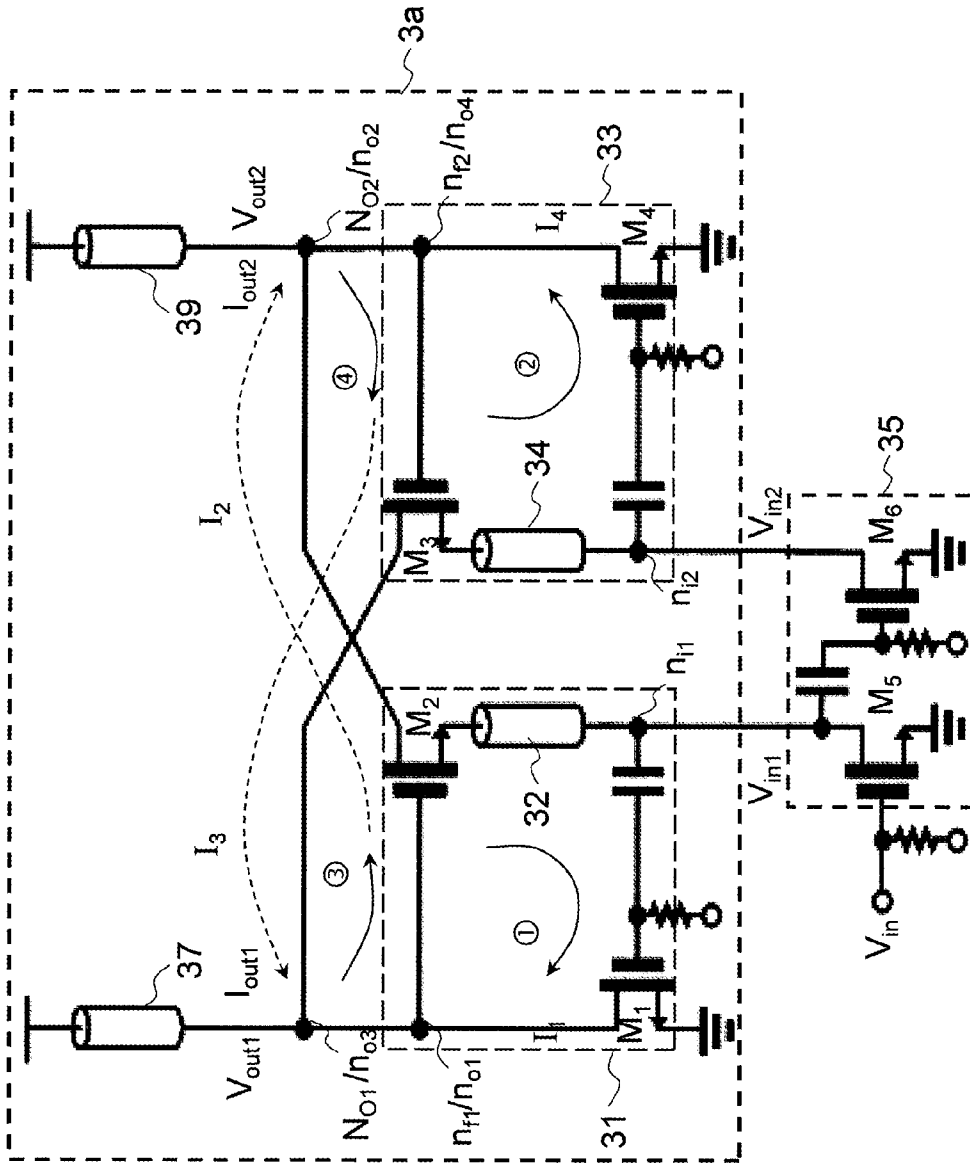 3a
37
39
V_out1
I_out1
I_out2
V_out2
I_3
I_2
N_O1/n_o3
N_O2/n_o2
③
④
n_f1/n_o1
n_f2/n_o4
M_2
M_3
①
②
32
34
I_1
I_4
M_1
M_4
31
33
n_i1
n_i2
V_in1
V_in2
35
M_5
M_6
V_in